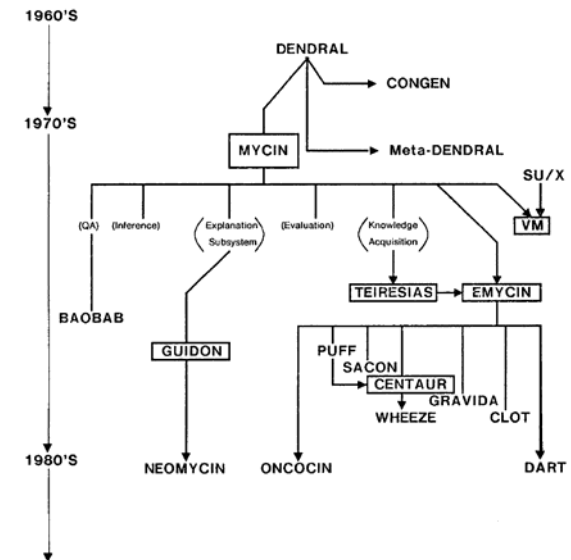 1960'S
DENDRAL
CONGEN
1970'S
MYCIN
Meta-DENDRAL
SU/X
(QA)
(Inference)
(Explanation
Subsystem)
(Evaluation)
(Knowledge
Acquisition)
VM
TEIRESIAS
EMYCIN
BAOBAB
GUIDON
PUFF
SACON
CENTAUR
GRAVIDA
WHEEZE
CLOT
1980'S
NEOMYCIN
ONCOCIN
DART